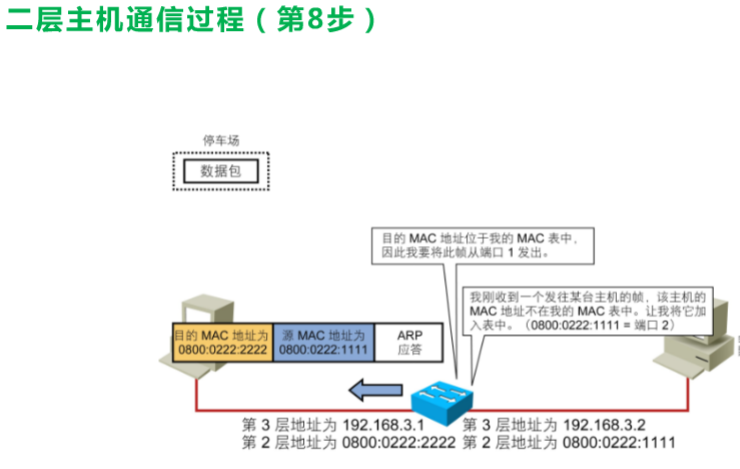 二层主机通信过程（第8步）
停车场
数据包
目的 MAC 地址位于我的 MAC 表中，
因此我要将此帧从端口 1 发出。
我刚收到一个发往某台主机的帧，该主机的
MAC 地址不在我的 MAC 表中。让我将它加
入表中。（0800:0222:1111 = 端口 2）
目的 MAC 地址为
0800:0222:2222
源 MAC 地址为
0800:0222:1111
ARP
应答
第 3 层地址为 192.168.3.1
第 2 层地址为 0800:0222:2222
第 3 层地址为 192.168.3.2
第 2 层地址为 0800:0222:1111